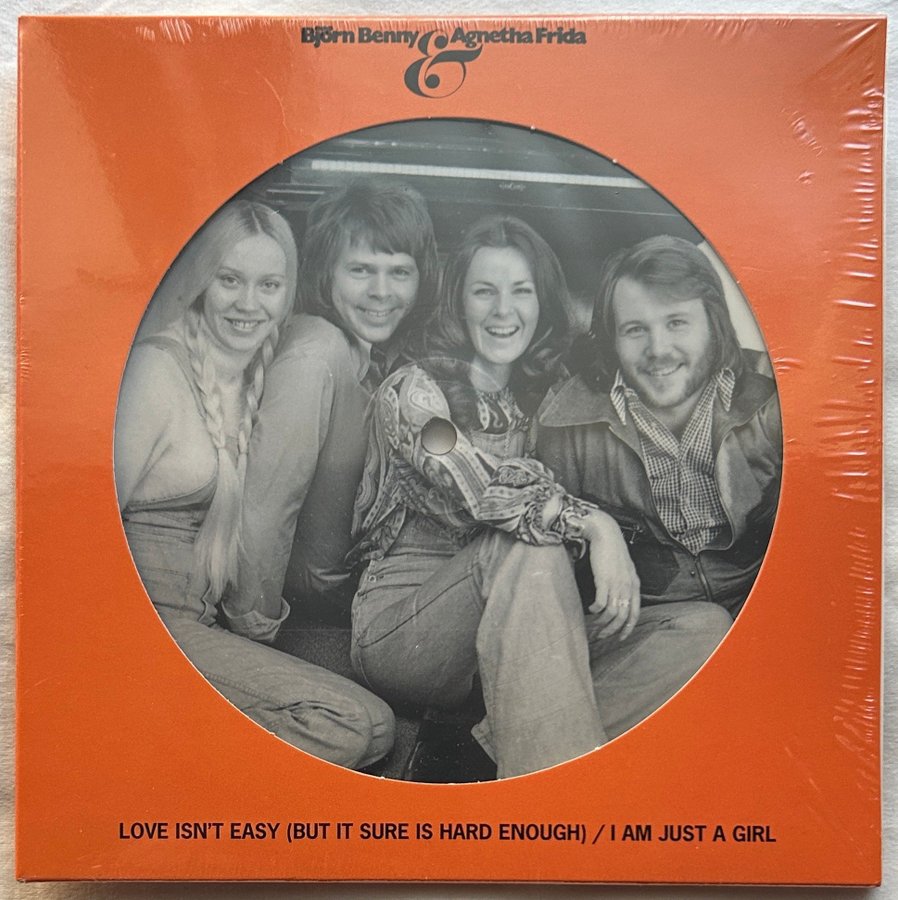 Björn Benny & Agnetha Frida
LOVE ISN'T EASY (BUT IT SURE IS HARD ENOUGH) / I AM JUST A GIRL